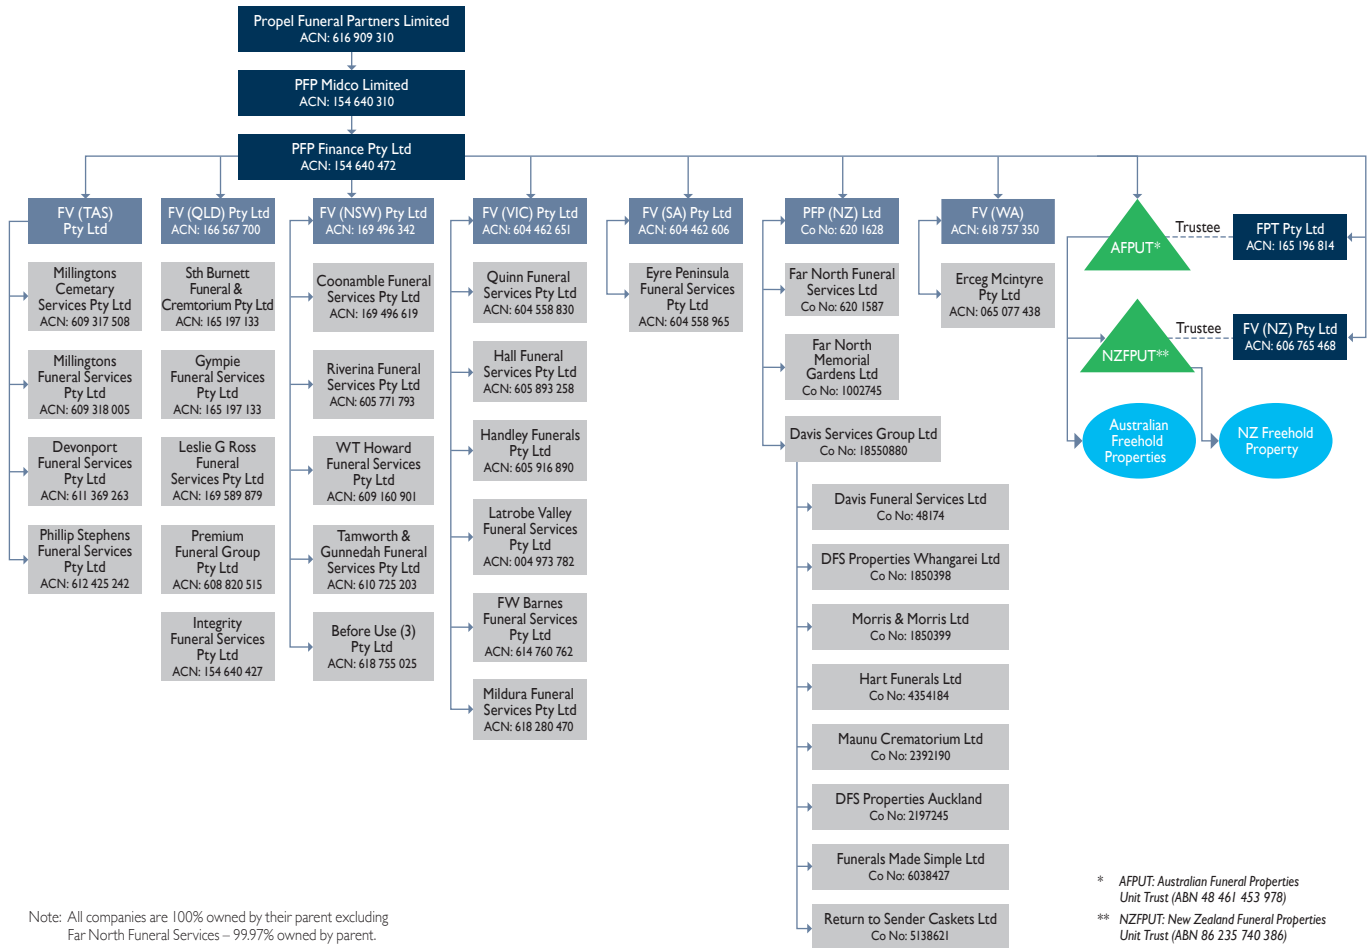 Propel Funeral Partners Limited
ACN: 616 909 310
PFP Midco Limited
ACN: 154 640 310
PFP Finance Pty Ltd
ACN: 154 640 472
FV (TAS)
Pty Ltd
Millingtons
Cemetary
Services Pty Ltd
ACN: 609 317 508
Millingtons
Funeral Services
Pty Ltd
ACN: 609 318 005
Devonport
Funeral Services
Pty Ltd
ACN: 611 369 263
Phillip Stephens
Funeral Services
Pty Ltd
ACN: 612 425 242
FV (QLD) Pty Ltd
ACN: 166 567 700
Sth Burnett
Funeral &
Cremtorium Pty Ltd
ACN: 165 197 133
Gympie
Funeral Services
Pty Ltd
ACN: 165 197 133
Leslie G Ross
Funeral
Services Pty Ltd
ACN: 169 589 879
Premium
Funeral Group
Pty Ltd
ACN: 608 820 515
Integrity
Funeral Services
Pty Ltd
ACN: 154 640 427
FV (NSW) Pty Ltd
ACN: 169 496 342
Coonamble Funeral
Services Pty Ltd
ACN: 169 496 619
Riverina Funeral
Services Pty Ltd
ACN: 605 771 793
WT Howard
Funeral Services
Pty Ltd
ACN: 609 160 901
Tamworth &
Gunnedah Funeral
Services Pty Ltd
ACN: 610 725 203
Before Use (3)
Pty Ltd
ACN: 618 755 025
FV (VIC) Pty Ltd
ACN: 604 462 651
Quinn Funeral
Services Pty Ltd
ACN: 604 558 830
Hall Funeral
Services Pty Ltd
ACN: 605 893 258
Handley Funerals
Pty Ltd
ACN: 605 916 890
Latrobe Valley
Funeral Services
Pty Ltd
ACN: 004 973 782
FW Barnes
Funeral Services
Pty Ltd
ACN: 614 760 762
Mildura Funeral
Services Pty Ltd
ACN: 618 280 470
FV (SA) Pty Ltd
ACN: 604 462 606
Eyre Peninsula
Funeral Services
Pty Ltd
ACN: 604 558 965
PFP (NZ) Ltd
Co No: 620 1628
Far North Funeral
Services Ltd
Co No: 620 1587
Far North
Memorial
Gardens Ltd
Co No: 1002745
Davis Services Group Ltd
Co No: 18550880
Davis Funeral Services Ltd
Co No: 48174
DFS Properties Whangarei Ltd
Co No: 1850398
Morris & Morris Ltd
Co No: 1850399
Hart Funerals Ltd
Co No: 4354184
Maunu Crematorium Ltd
Co No: 2392190
DFS Properties Auckland
Co No: 2197245
Funerals Made Simple Ltd
Co No: 6038427
Return to Sender Caskets Ltd
Co No: 5138621
FV (WA)
ACN: 618 757 350
Erceg Mcintyre
Pty Ltd
ACN: 065 077 438
AFPUT*
Trustee
FPT Pty Ltd
ACN: 165 196 814
NZFPUT**
Trustee
FV (NZ) Pty Ltd
ACN: 606 765 468
Australian
Freehold
Properties
NZ Freehold
Property
* AFPUT: Australian Funeral Properties
Unit Trust (ABN 48 461 453 978)
** NZFPUT: New Zealand Funeral Properties
Unit Trust (ABN 86 235 740 386)
Note: All companies are 100% owned by their parent excluding
Far North Funeral Services – 99.97% owned by parent.